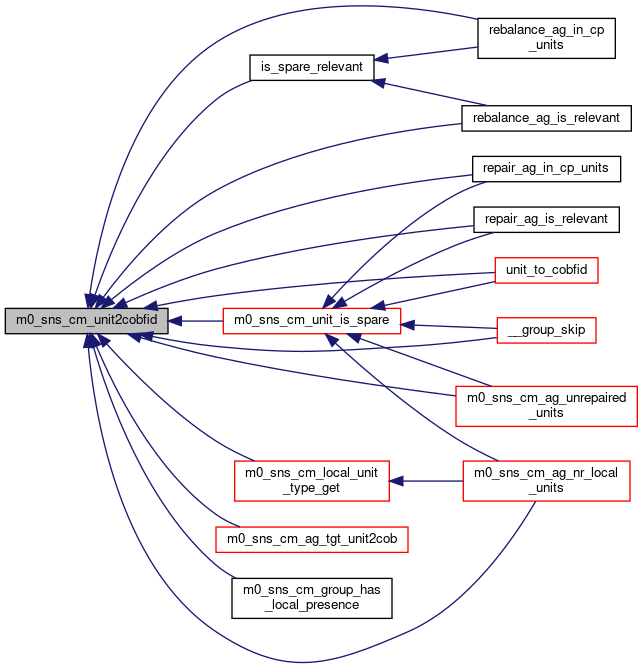 rebalance_ag_in_cp
_units
is_spare_relevant
rebalance_ag_is_relevant
repair_ag_in_cp_units
repair_ag_is_relevant
unit_to_cobfid
m0_sns_cm_unit2cobfid
m0_sns_cm_unit_is_spare
__group_skip
m0_sns_cm_ag_unrepaired
_units
m0_sns_cm_local_unit
_type_get
m0_sns_cm_ag_nr_local
_units
m0_sns_cm_ag_tgt_unit2cob
m0_sns_cm_group_has
_local_presence